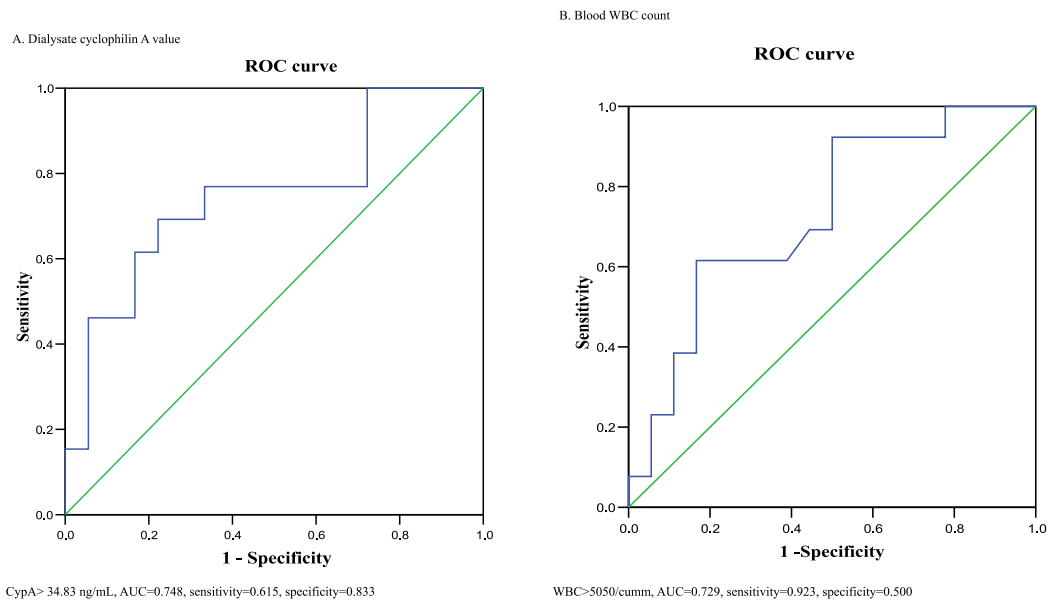 A. Dialysate cyclophilin A value
ROC curve
1.0
0.8
0.6
0.4
0.2
0.0
Sensitivity
0.0 0.2 0.4 0.6 0.8 1.0
1 - Specificity
CypA> 34.83 ng/mL, AUC=0.748, sensitivity=0.615, specificity=0.833
B. Blood WBC count
ROC curve
1.0
0.8
0.6
0.4
0.2
0.0
Sensitivity
0.0 0.2 0.4 0.6 0.8 1.0
1 -Specificity
WBC>5050/cumm, AUC=0.729, sensitivity=0.923, specificity=0.500